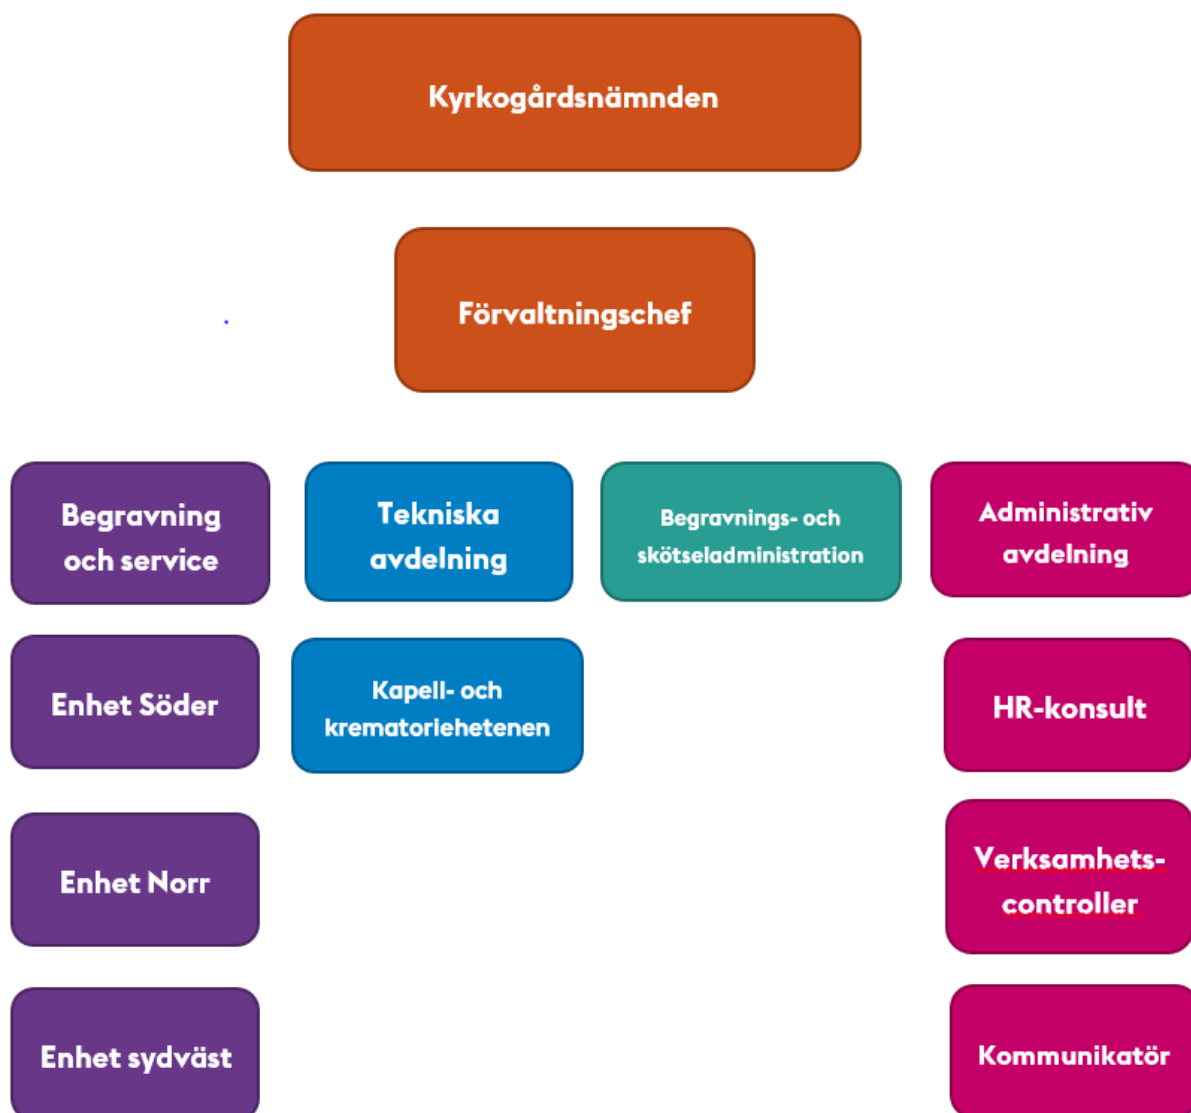 Kyrkogårdsnämnden
Förvaltningschef
Begravning
och service
Tekniska
avdelning
Begravnings- och
skötseladministration
Administrativ
avdelning
Enhet Söder
Kapell- och
krematoriehetenen
HR-konsult
Enhet Norr
Verksamhets-
controller
Enhet sydväst
Kommunikatör